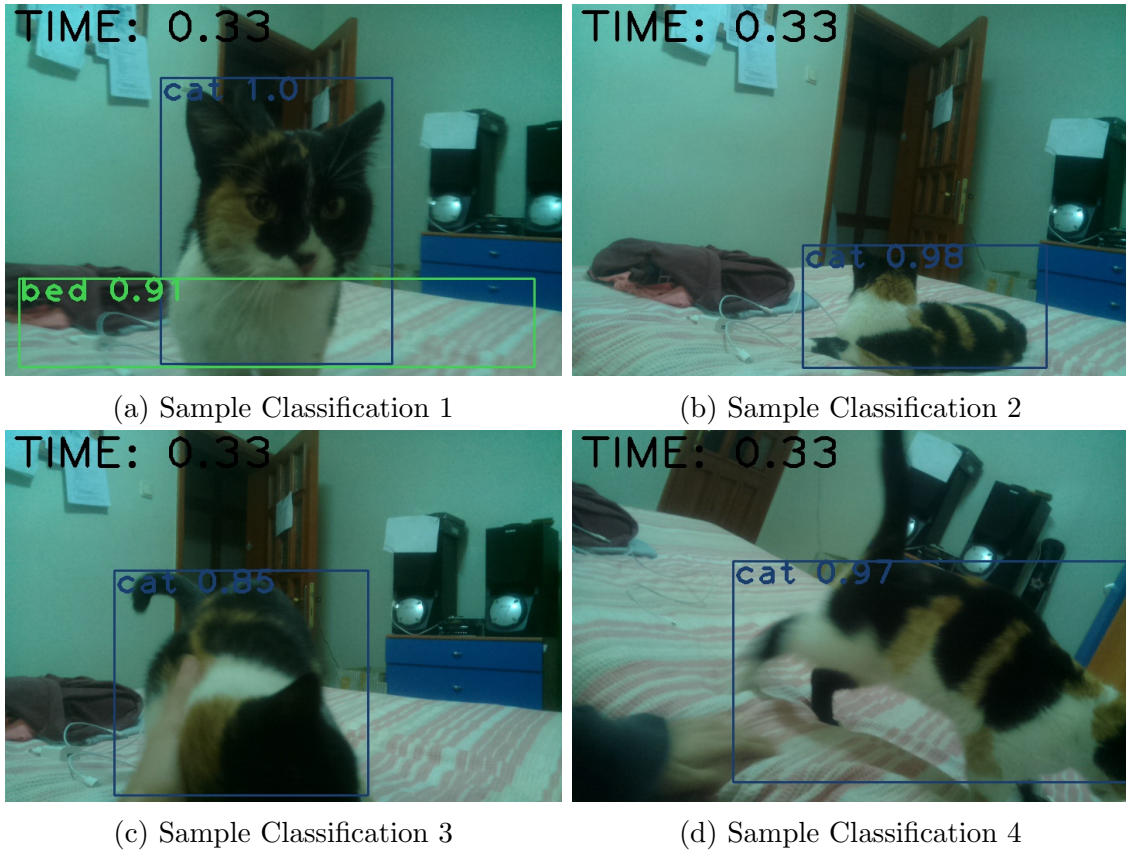 TIME: 0.33
cat 1.0
bed 0.91
(a) Sample Classification 1
TIME: 0.33
cat 0.98
(b) Sample Classification 2
TIME: 0.33
cat 0.85
(c) Sample Classification 3
TIME: 0.33
cat 0.97
(d) Sample Classification 4